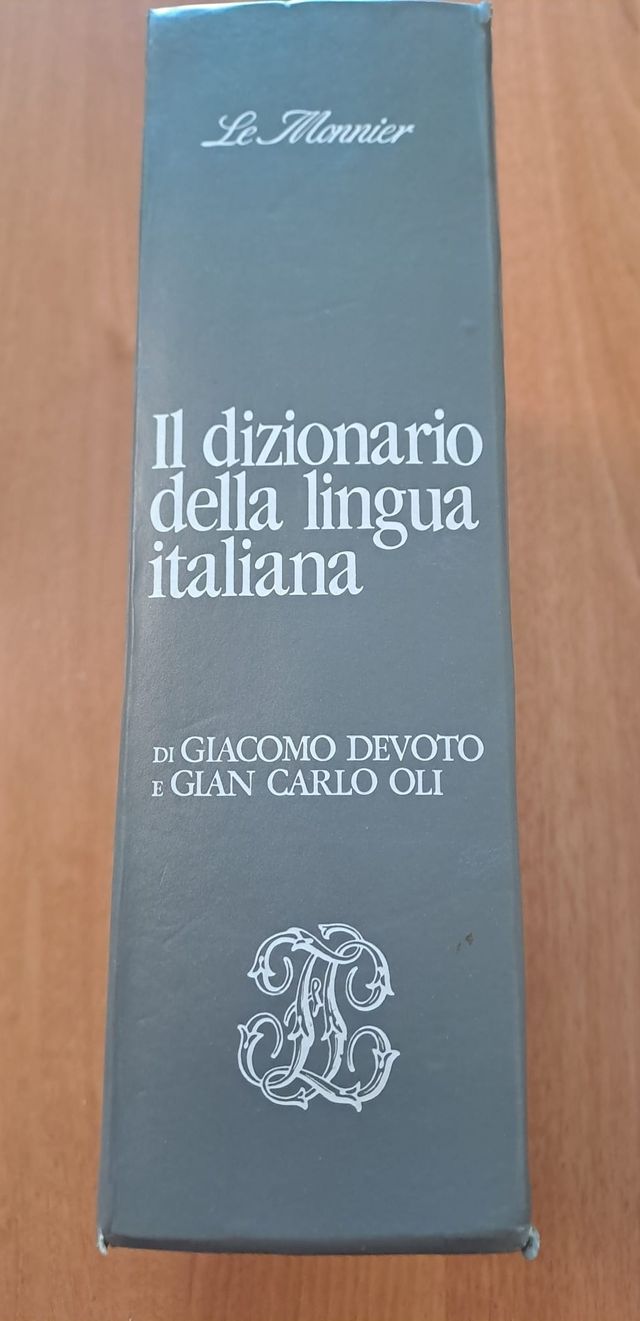 Le Monnier
Il dizionario
della lingua
italiana
DI GIACOMO DEVOTO
E GIAN CARLO OLI